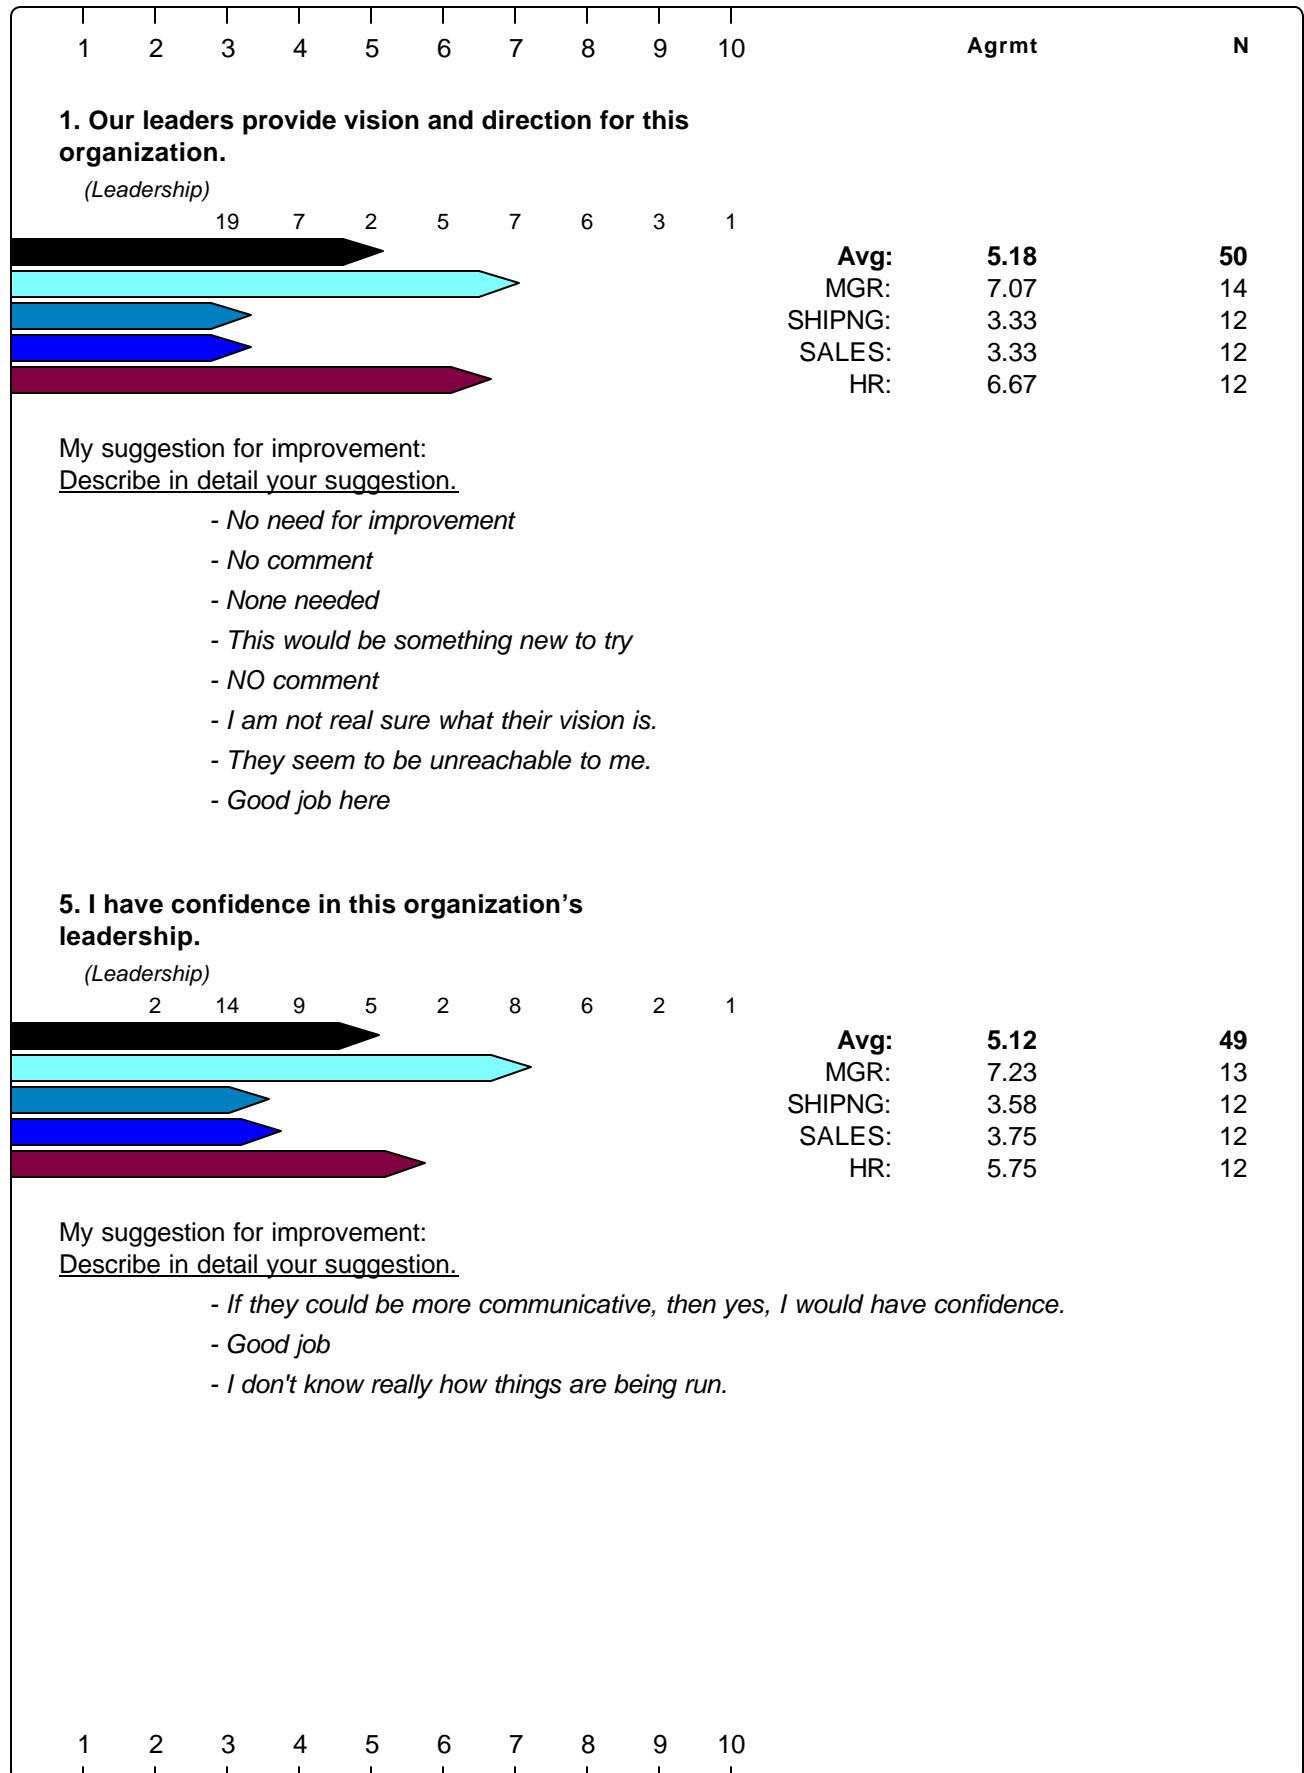 1 2 3 4 5 6 7 8 9 10 Agrmt N
1. Our leaders provide vision and direction for this
organization.
(Leadership)
19 7 2 5 7 6 3 1
Avg: 5.18 50
MGR: 7.07 14
SHIPNG: 3.33 12
SALES: 3.33 12
HR: 6.67 12
My suggestion for improvement:
Describe in detail your suggestion.
- No need for improvement
- No comment
- None needed
- This would be something new to try
- NO comment
- I am not real sure what their vision is.
- They seem to be unreachable to me.
- Good job here
5. I have confidence in this organization’s
leadership.
(Leadership)
2 14 9 5 2 8 6 2 1
Avg: 5.12 49
MGR: 7.23 13
SHIPNG: 3.58 12
SALES: 3.75 12
HR: 5.75 12
My suggestion for improvement:
Describe in detail your suggestion.
- If they could be more communicative, then yes, I would have confidence.
- Good job
- I don't know really how things are being run.
1 2 3 4 5 6 7 8 9 10